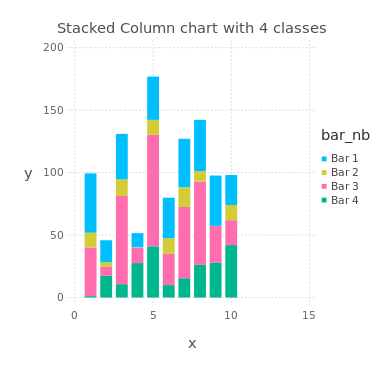 Stacked Column chart with 4 classes
200
150
100
50
0
y
0 5 10 15
x
bar_nb
Bar 1
Bar 2
Bar 3
Bar 4